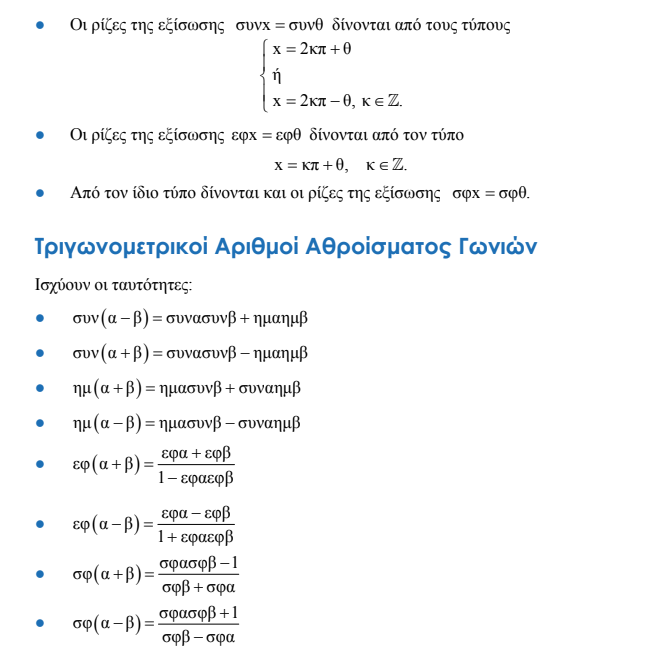 • Οι ρίζες της εξίσωσης συνx = συνθ δίνονται από τους τύπους
x = 2κπ + θ
ή
x = 2κπ − θ, κ ∈ ℤ.
• Οι ρίζες της εξίσωσης εφx = εφθ δίνονται από τον τύπο
x = κπ + θ, κ ∈ ℤ.
• Από τον ίδιο τύπο δίνονται και οι ρίζες της εξίσωσης σφx = σφθ.
Τριγωνομετρικοί Αριθμοί Αθροίσματος Γωνιών
Ισχύουν οι ταυτότητες:
• συν(α − β) = συνασυνβ + ημαημβ
• συν(α + β) = συνασυνβ − ημαημβ
• ημ(α + β) = ημασυνβ + συναημβ
• ημ(α − β) = ημασυνβ − συναημβ
• εφ(α + β) = (εφα + εφβ) / (1 − εφαεφβ)
• εφ(α − β) = (εφα − εφβ) / (1 + εφαεφβ)
• σφ(α + β) = (σφασφβ − 1) / (σφβ + σφα)
• σφ(α − β) = (σφασφβ + 1) / (σφβ − σφα)